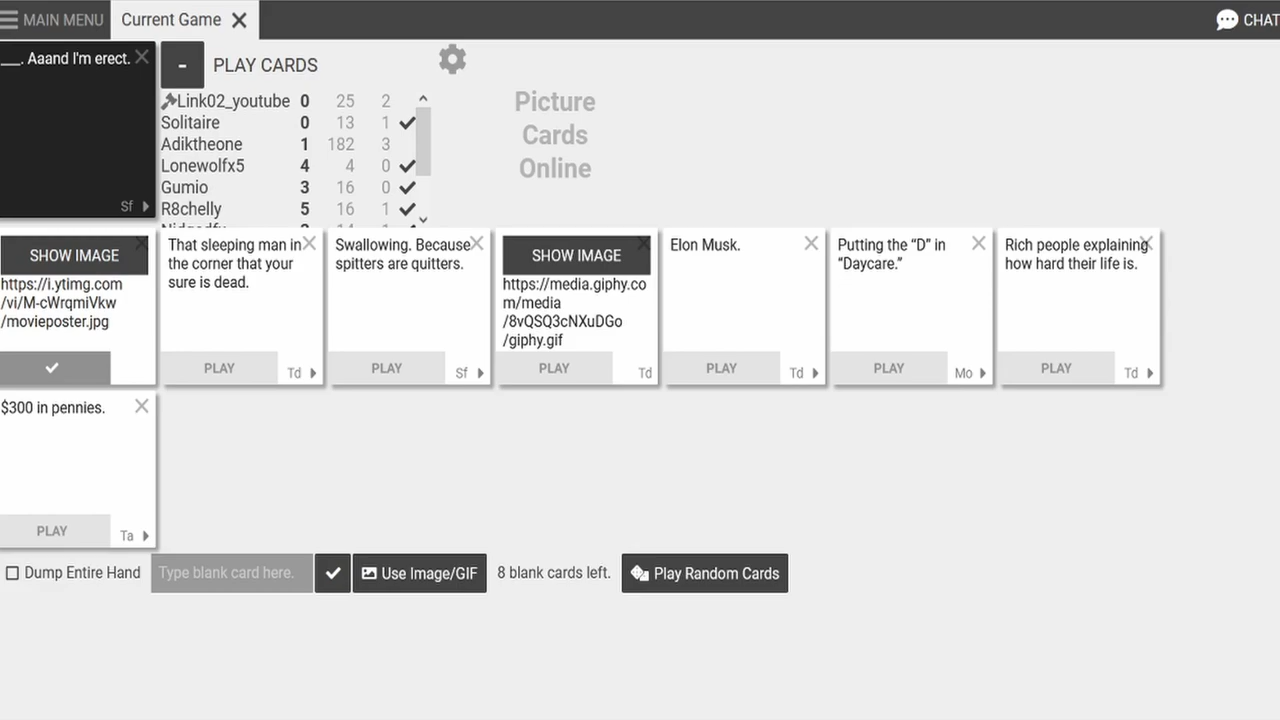 MAIN MENU
Current Game
CHAT
___. Aaand I'm erect.
Sf
-
PLAY CARDS
Link02_youtube 0 25 2
Solitaire 0 13 1
Adiktheone 1 182 3
Lonewolfx5 4 4 0
Gumio 3 16 0
R8chelly 5 16 1
Picture
Cards
Online
SHOW IMAGE
https://i.ytimg.com
/vi/M-cWrqmiVkw
/movieposter.jpg
That sleeping man in
the corner that your
sure is dead.
PLAY
Td
Swallowing. Because
spitters are quitters.
PLAY
Sf
SHOW IMAGE
https://media.giphy.co
m/media
/8vQSQ3cNXuDGo
/giphy.gif
PLAY
Td
Elon Musk.
PLAY
Td
Putting the “D” in
“Daycare.”
PLAY
Mo
Rich people explaining
how hard their life is.
PLAY
Td
$300 in pennies.
PLAY
Ta
Dump Entire Hand
Type blank card here.
Use Image/GIF
8 blank cards left.
Play Random Cards